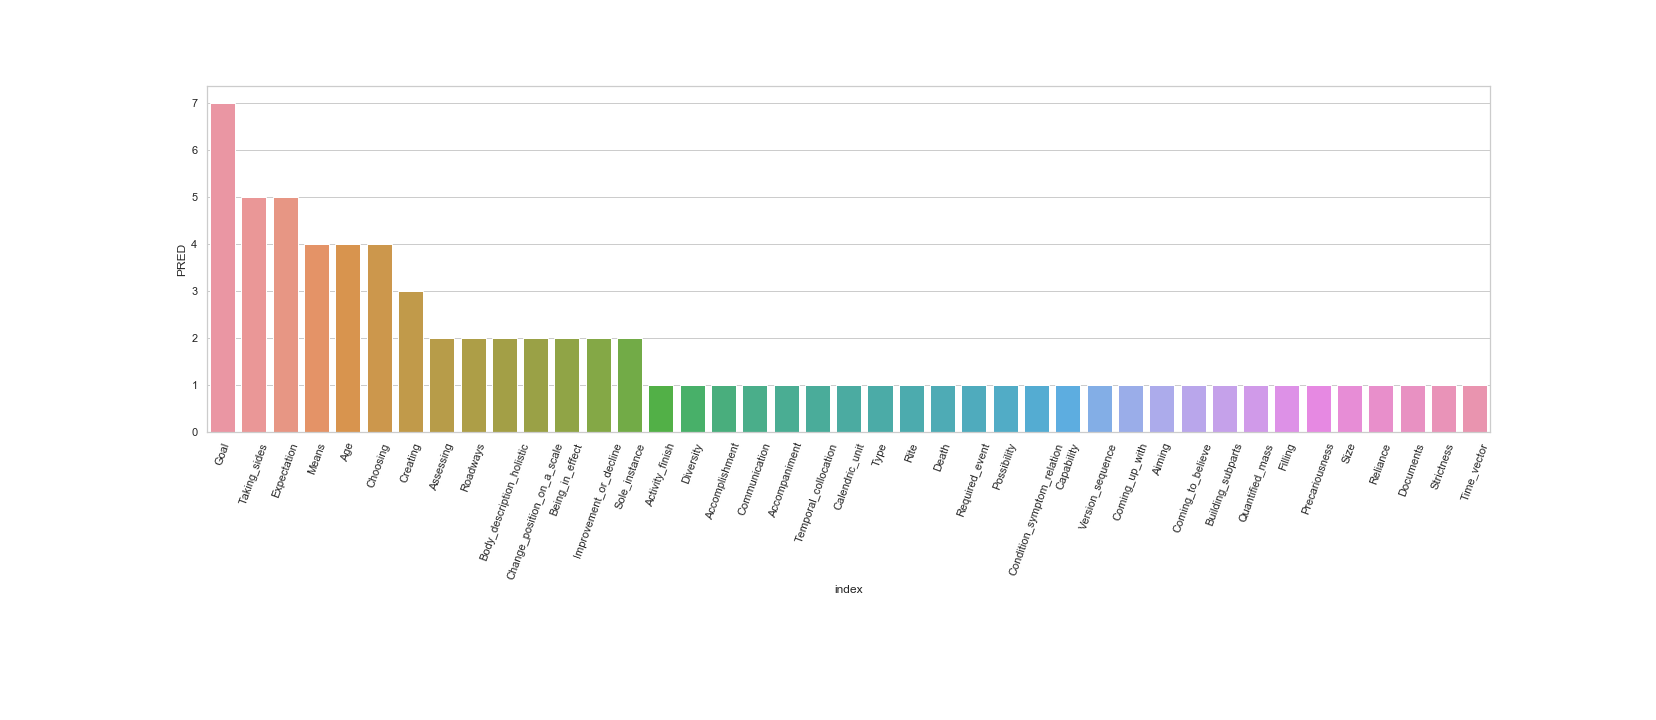 7
6
5
4
3
2
1
0
PRED
Goal
Taking_sides
Expectation
Means
Age
Choosing
Creating
Assessing
Roadways
Body_description_holistic
Change_position_on_a_scale
Being_in_effect
Improvement_or_decline
Sole_instance
Activity_finish
Diversity
Accomplishment
Communication
Accompaniment
Temporal_collocation
Calendric_unit
Type
Rite
Death
Required_event
Possibility
Condition_symptom_relation
Capability
Version_sequence
Coming_up_with
Aiming
Coming_to_believe
Building_subparts
Quantified_mass
Filling
Precariousness
Size
Reliance
Documents
Strictness
Time_vector
index